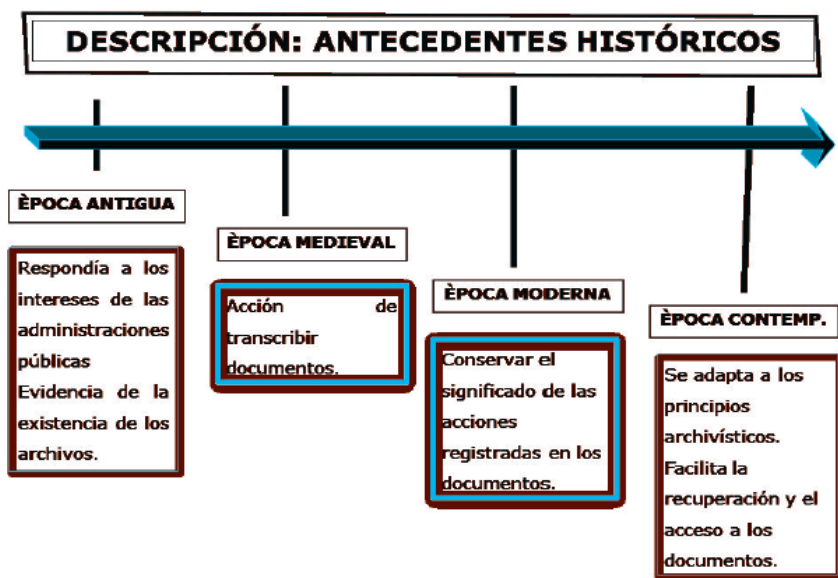 DESCRIPCIÓN: ANTECEDENTES HISTÓRICOS
ÈPOCA ANTIGUA
Respondía a los
intereses de las
administraciones
públicas
Evidencia de la
existencia de los
archivos.
ÈPOCA MEDIEVAL
Acción de
transcribir
documentos.
ÈPOCA MODERNA
Conservar el
significado de las
acciones
registradas en los
documentos.
ÈPOCA CONTEMP.
Se adapta a los
principios
archivísticos.
Facilita la
recuperación y el
acceso a los
documentos.